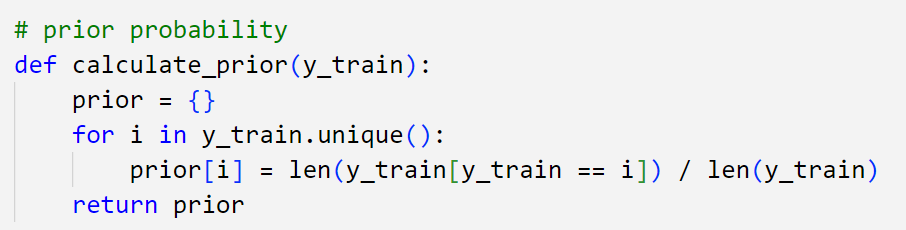 # prior probability
def calculate_prior(y_train):
    prior = {}
    for i in y_train.unique():
        prior[i] = len(y_train[y_train == i]) / len(y_train)
    return prior